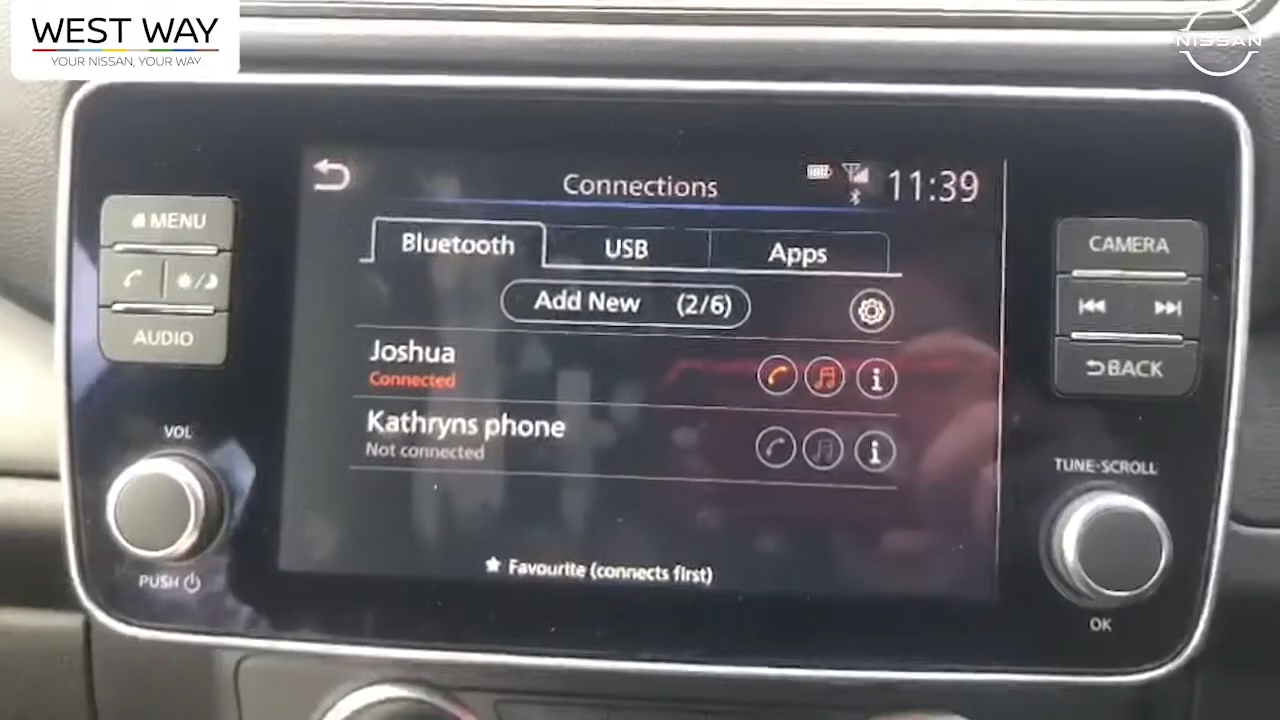 WEST WAY
YOUR NISSAN, YOUR WAY
NISSAN
Connections
11:39
MENU
AUDIO
VOL
PUSH
Bluetooth
USB
Apps
Add New (2/6)
Joshua
Connected
Kathryns phone
Not connected
Favourite (connects first)
CAMERA
BACK
TUNE-SCROLL
OK